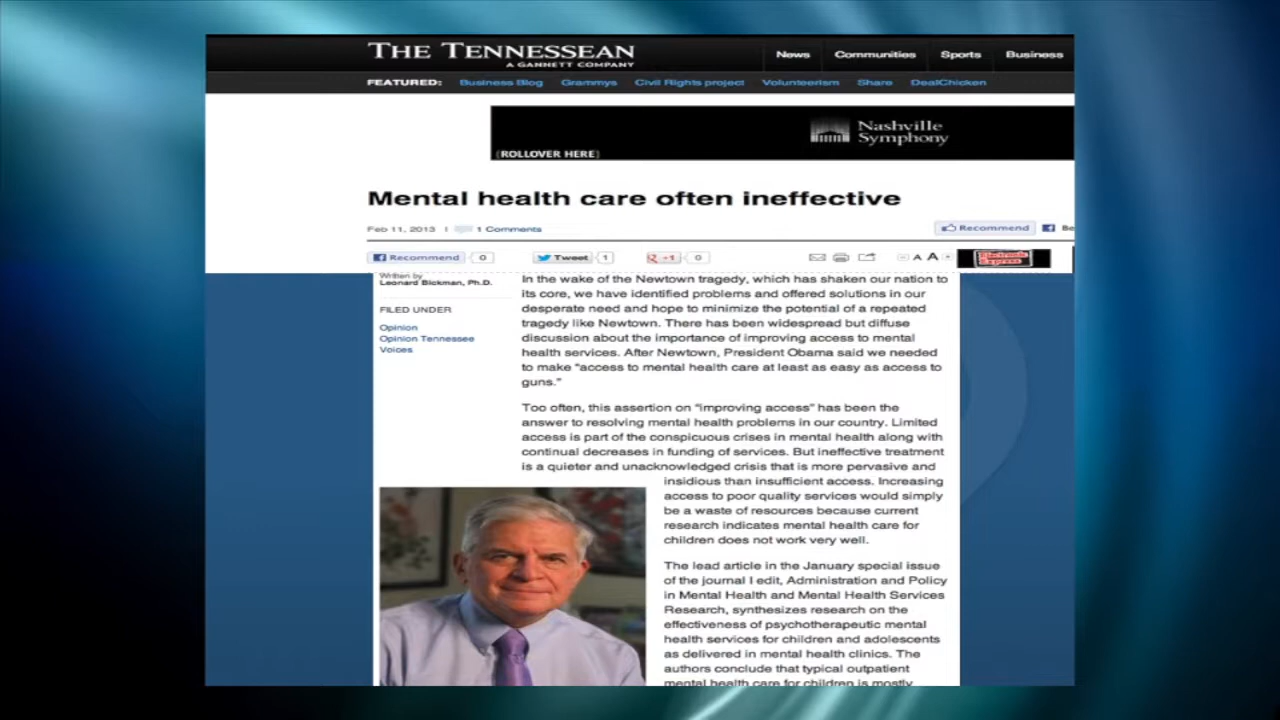 THE TENNESSEAN
A GANNETT COMPANY
News Communities Sports Business
FEATURED: Business Blog Grammys Civil Rights project Volunteerism Share DealChicken
Nashville
Symphony
(ROLLOVER HERE)
Mental health care often ineffective
Feb 11, 2013 | 1 Comments
Recommend Be
Recommend 0 Tweet 1 +1 0 A A
Electronic Express
Written by
Leonard Bickman, Ph.D.
FILED UNDER
Opinion
Opinion Tennessee
Voices
In the wake of the Newtown tragedy, which has shaken our nation to
its core, we have identified problems and offered solutions in our
desperate need and hope to minimize the potential of a repeated
tragedy like Newtown. There has been widespread but diffuse
discussion about the importance of improving access to mental
health services. After Newtown, President Obama said we needed
to make “access to mental health care at least as easy as access to
guns.”
Too often, this assertion on “improving access” has been the
answer to resolving mental health problems in our country. Limited
access is part of the conspicuous crises in mental health along with
continual decreases in funding of services. But ineffective treatment
is a quieter and unacknowledged crisis that is more pervasive and
insidious than insufficient access. Increasing
access to poor quality services would simply
be a waste of resources because current
research indicates mental health care for
children does not work very well.
The lead article in the January special issue
of the journal I edit, Administration and Policy
in Mental Health and Mental Health Services
Research, synthesizes research on the
effectiveness of psychotherapeutic mental
health services for children and adolescents
as delivered in mental health clinics. The
authors conclude that typical outpatient
mental health care for children is mostly